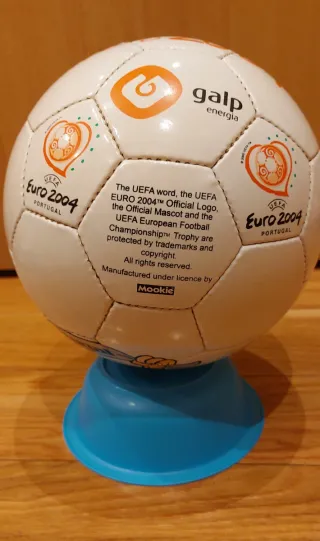 galp
energia
UEFA
EURO 2004
PORTUGAL
The UEFA word, the UEFA
EURO 2004™ Official Logo,
the Official Mascot and the
UEFA European Football
Championship™ Trophy are
protected by trademarks and
copyright.
All rights reserved.
Manufactured under licence by
Mookie
UEFA
EURO 2004
PORTUGAL